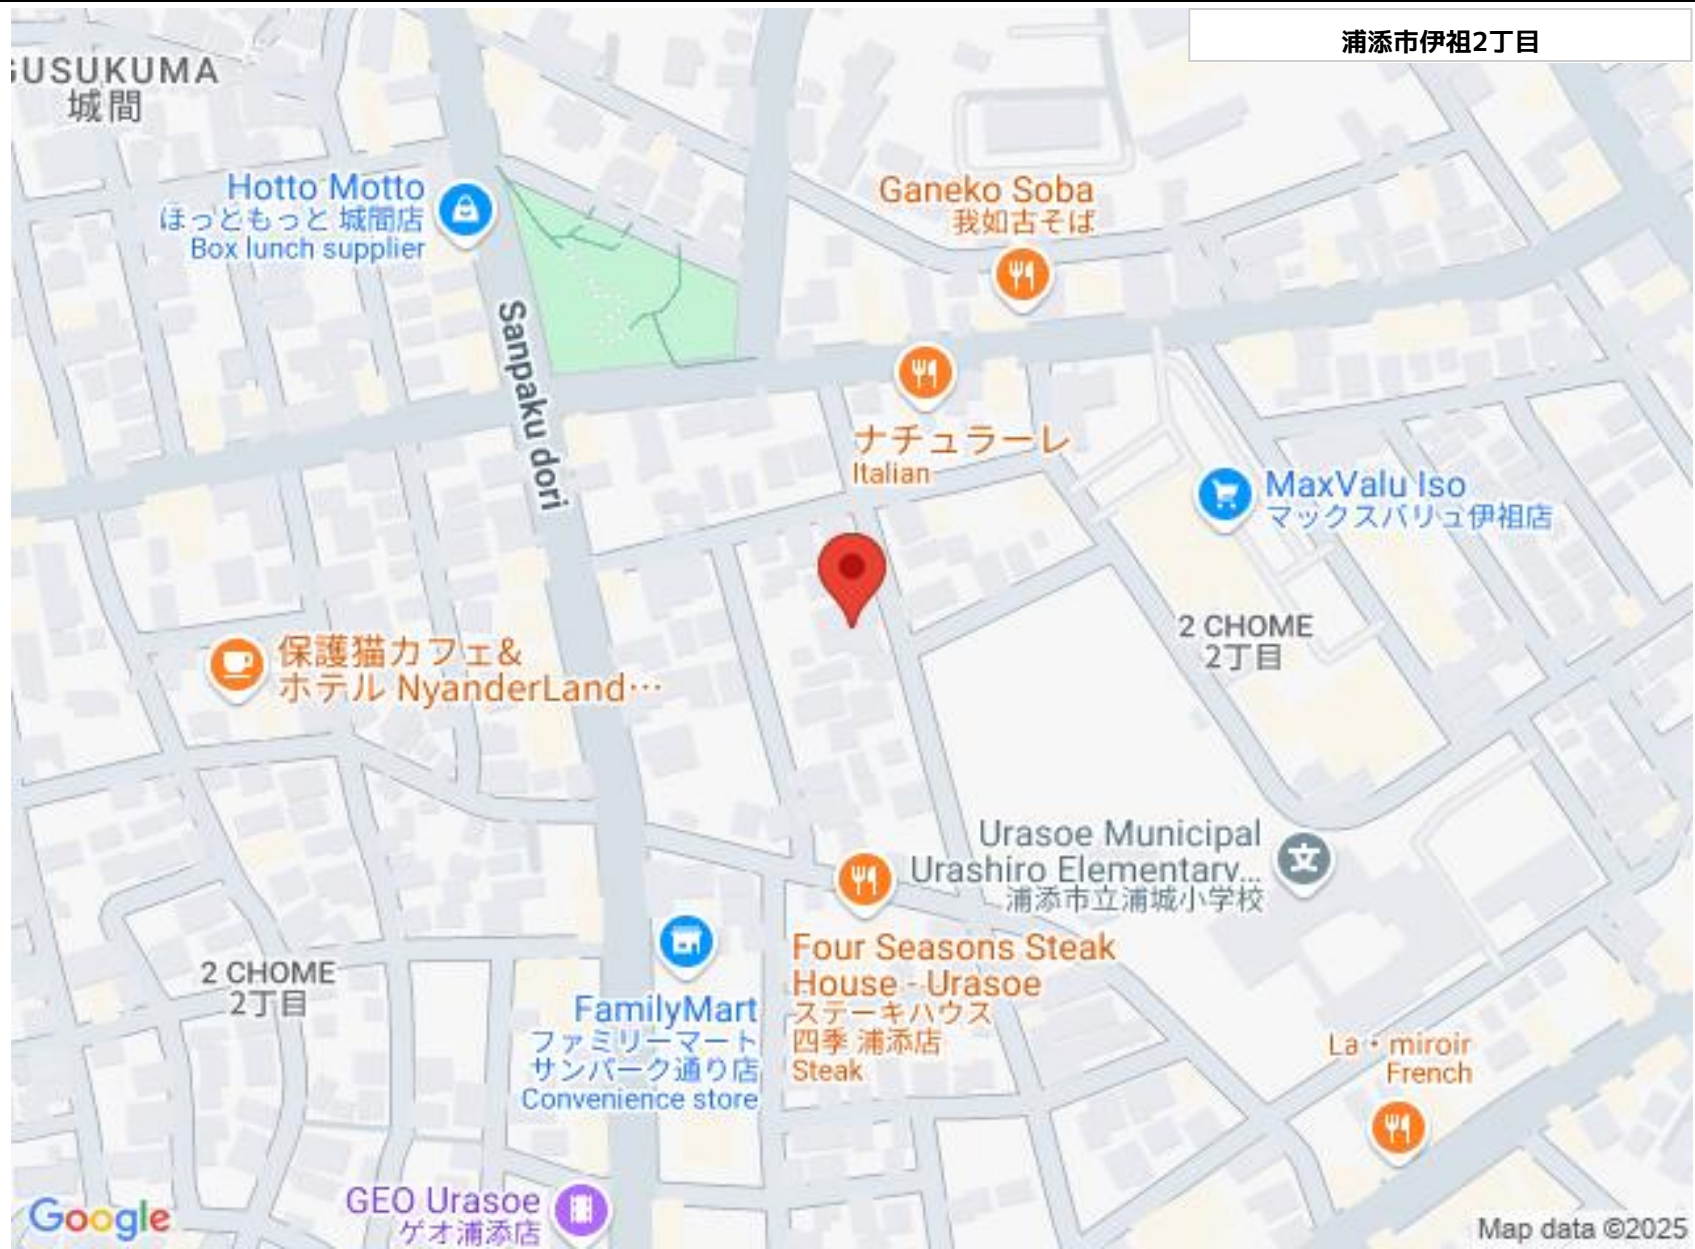 浦添市伊祖2丁目
GUSUKUMA
城間
Hotto Motto
ほっともっと 城間店
Box lunch supplier
Ganeko Soba
我如古そば
Sanpaku dori
ナチュラーレ
Italian
MaxValu Iso
マックスバリュ伊祖店
2 CHOME
2丁目
保護猫カフェ&
ホテル NyanderLand…
Urasoe Municipal
Urashiro Elementary...
浦添市立浦城小学校
Four Seasons Steak
House - Urasoe
ステーキハウス
四季 浦添店
Steak
2 CHOME
2丁目
FamilyMart
ファミリーマート
サンパーク通り店
Convenience store
La・miroir
French
GEO Urasoe
ゲオ浦添店
Google
Map data ©2025